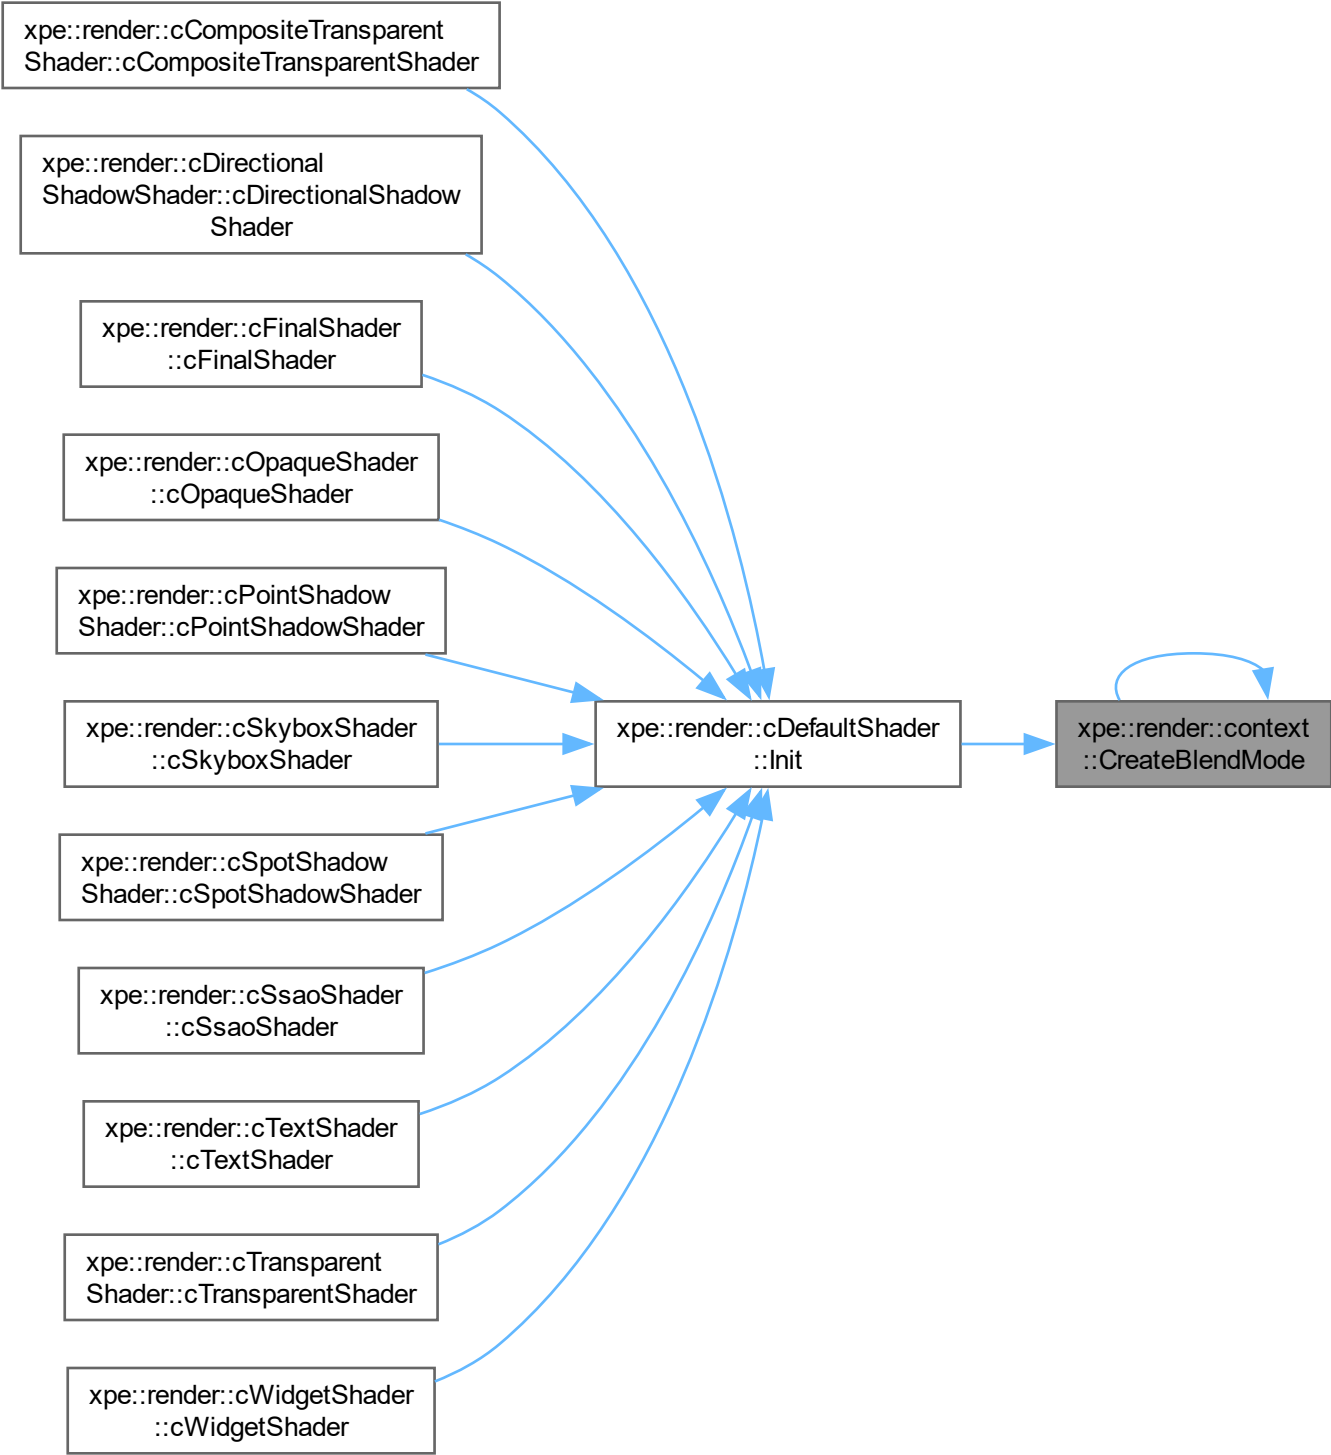 xpe::render::cCompositeTransparent
Shader::cCompositeTransparentShader
xpe::render::cDirectional
ShadowShader::cDirectionalShadow
Shader
xpe::render::cFinalShader
::cFinalShader
xpe::render::cOpaqueShader
::cOpaqueShader
xpe::render::cPointShadow
Shader::cPointShadowShader
xpe::render::cSkyboxShader
::cSkyboxShader
xpe::render::cSpotShadow
Shader::cSpotShadowShader
xpe::render::cSsaoShader
::cSsaoShader
xpe::render::cTextShader
::cTextShader
xpe::render::cTransparent
Shader::cTransparentShader
xpe::render::cWidgetShader
::cWidgetShader
xpe::render::cDefaultShader
::Init
xpe::render::context
::CreateBlendMode